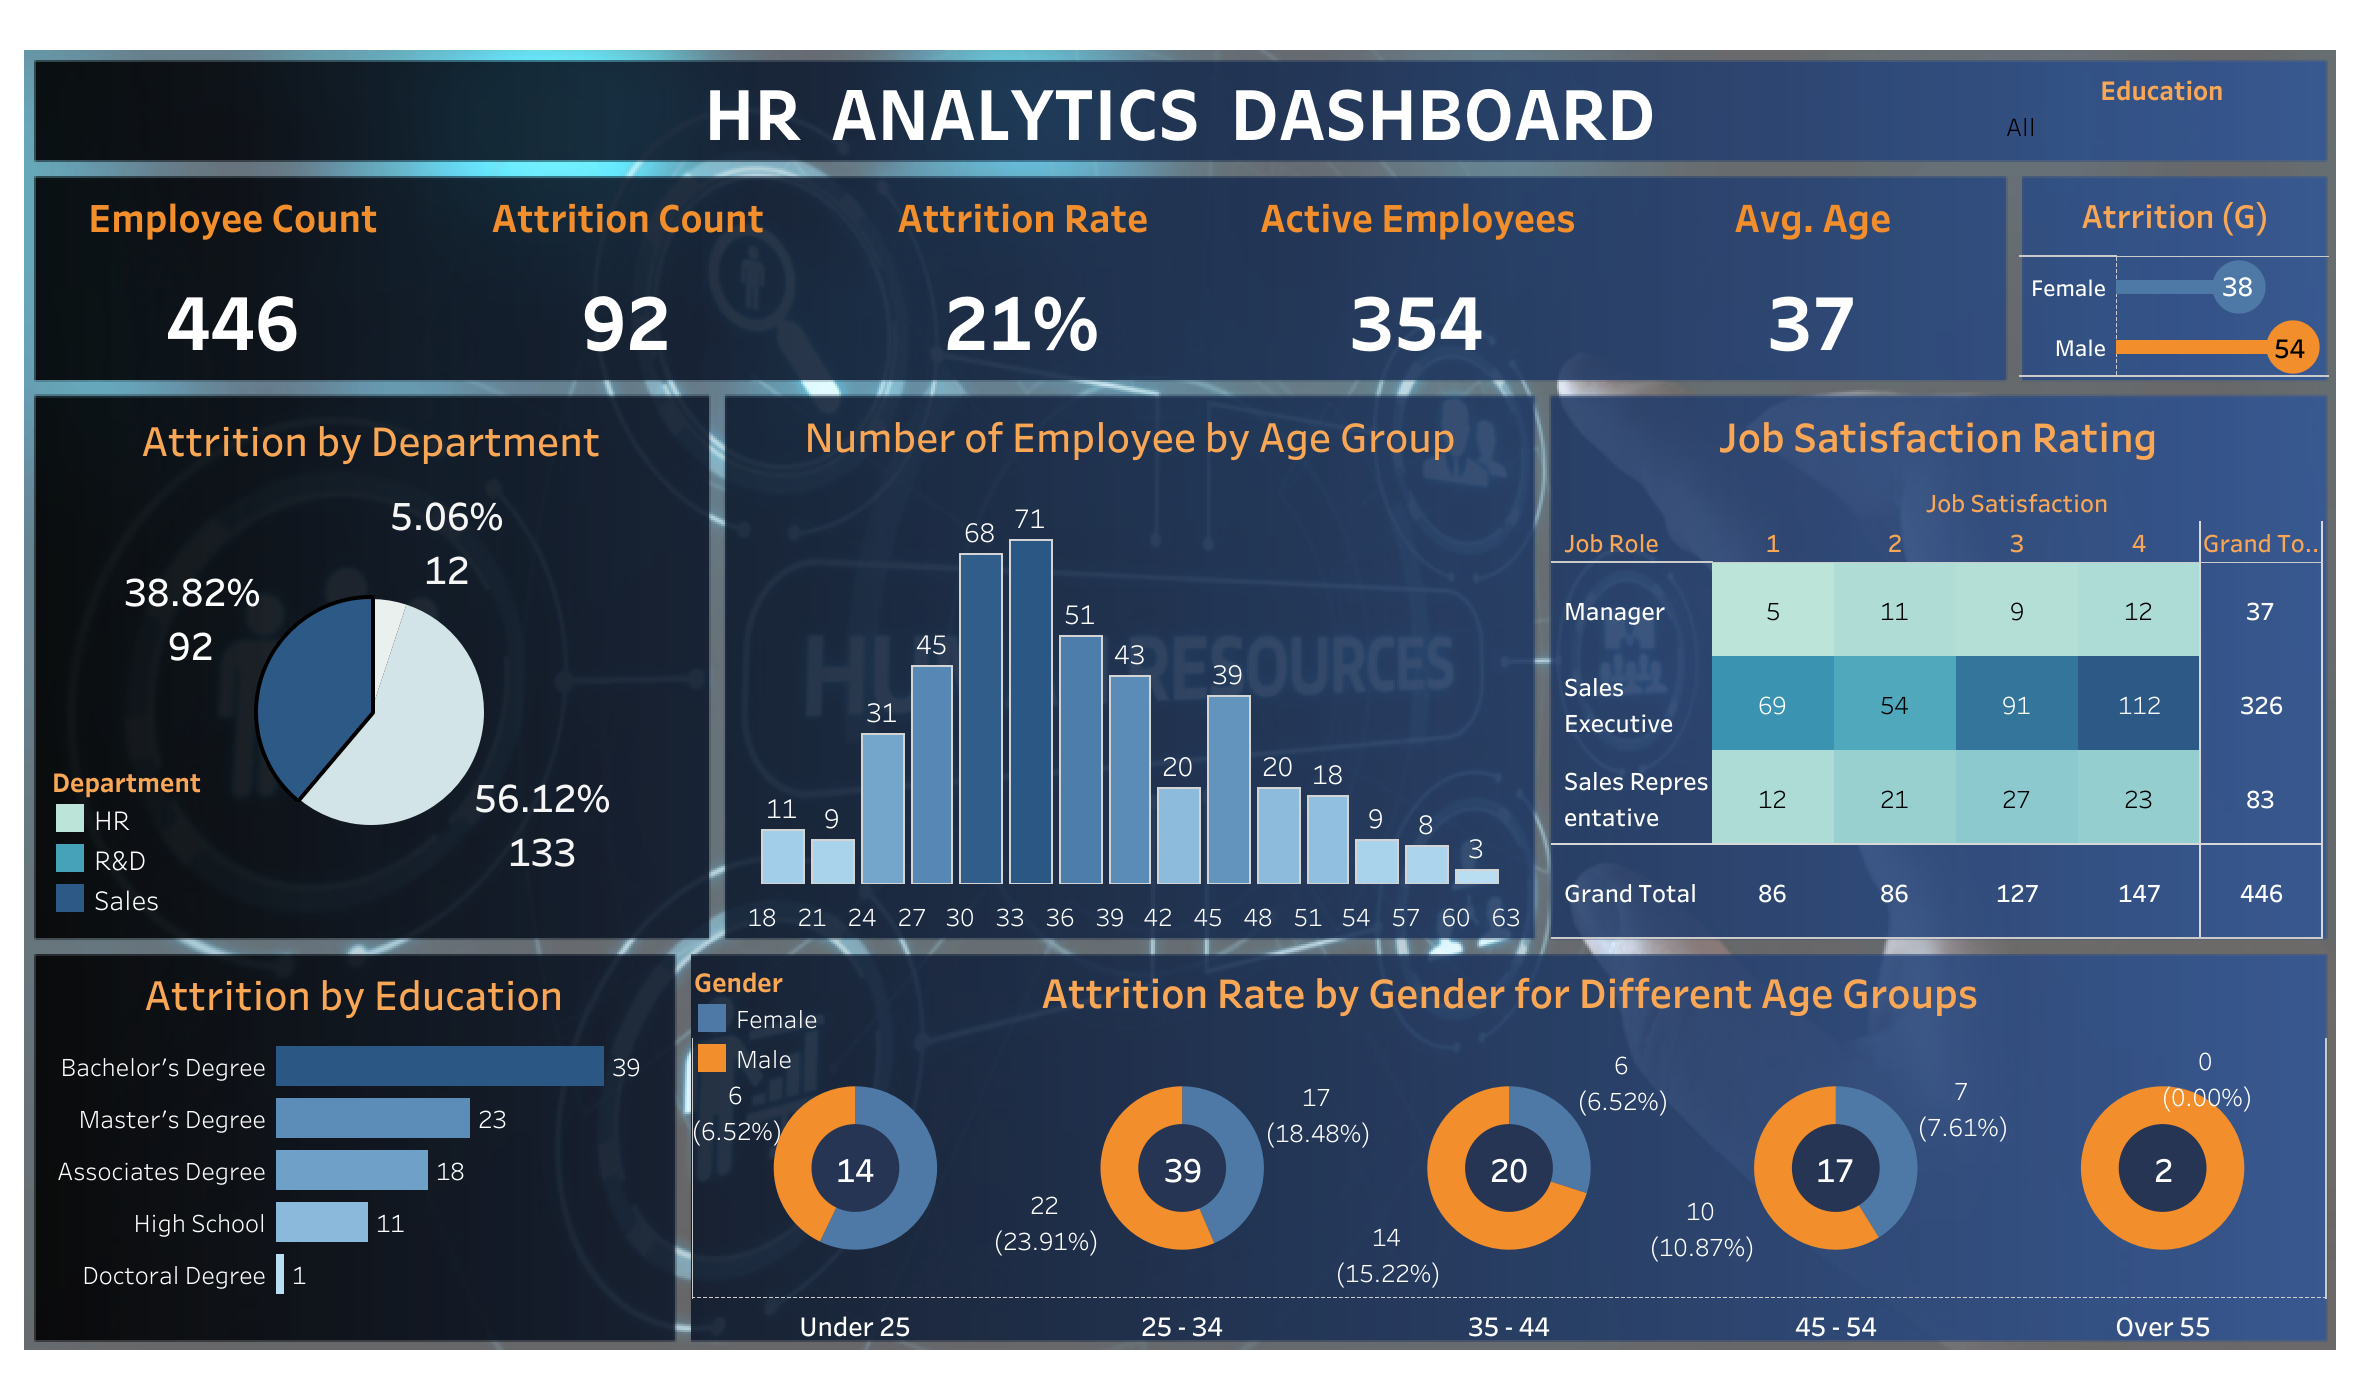 HR ANALYTICS DASHBOARD
Education
All
Employee Count
Attrition Count
Attrition Rate
Active Employees
Avg. Age
446
92
21%
354
37
Atrrition (G)
Female
38
Male
54
Attrition by Department
5.06%
12
38.82%
92
56.12%
133
Department
HR
R&D
Sales
Number of Employee by Age Group
11
9
31
45
68
71
51
43
20
39
20
18
9
8
3
18 21 24 27 30 33 36 39 42 45 48 51 54 57 60 63
Job Satisfaction Rating
Job Satisfaction
Job Role 1 2 3 4 Grand To..
Manager 5 11 9 12 37
Sales
Executive
69 54 91 112 326
Sales Repres
entative
12 21 27 23 83
Grand Total 86 86 127 147 446
Attrition by Education
Bachelor's Degree 39
Master's Degree 23
Associates Degree 18
High School 11
Doctoral Degree 1
Gender
Female
Male
Attrition Rate by Gender for Different Age Groups
6
(6.52%)
14
22
(23.91%)
39
17
(18.48%)
14
(15.22%)
20
6
(6.52%)
10
(10.87%)
17
7
(7.61%)
0
(0.00%)
2
Under 25
25 - 34
35 - 44
45 - 54
Over 55
RESOURCES